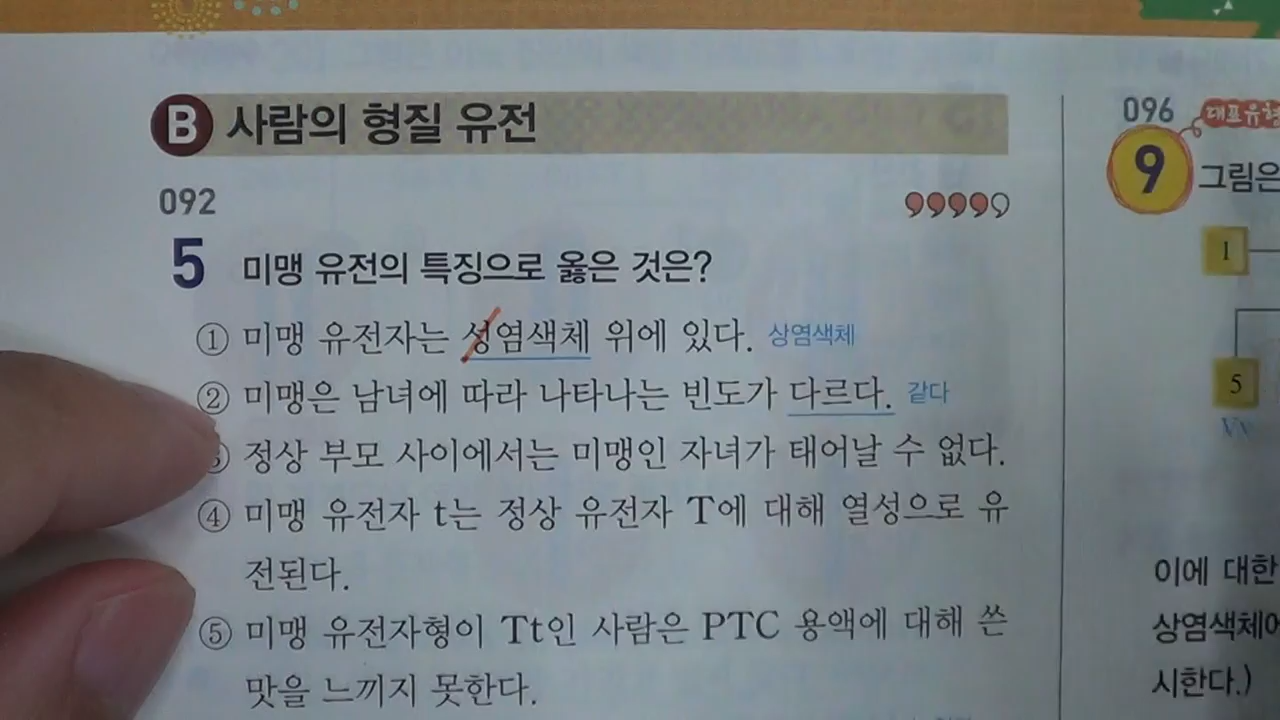 B 사람의 형질 유전
092
5 미맹 유전의 특징으로 옳은 것은?
① 미맹 유전자는 성염색체 위에 있다. 상염색체
② 미맹은 남녀에 따라 나타나는 빈도가 다르다. 같다
③ 정상 부모 사이에서는 미맹인 자녀가 태어날 수 없다.
④ 미맹 유전자 t는 정상 유전자 T에 대해 열성으로 유
전된다.
⑤ 미맹 유전자형이 Tt인 사람은 PTC 용액에 대해 쓴
맛을 느끼지 못한다.
096 대표유형
9 그림은
1
5
이에 대한
상염색체에
시한다.)